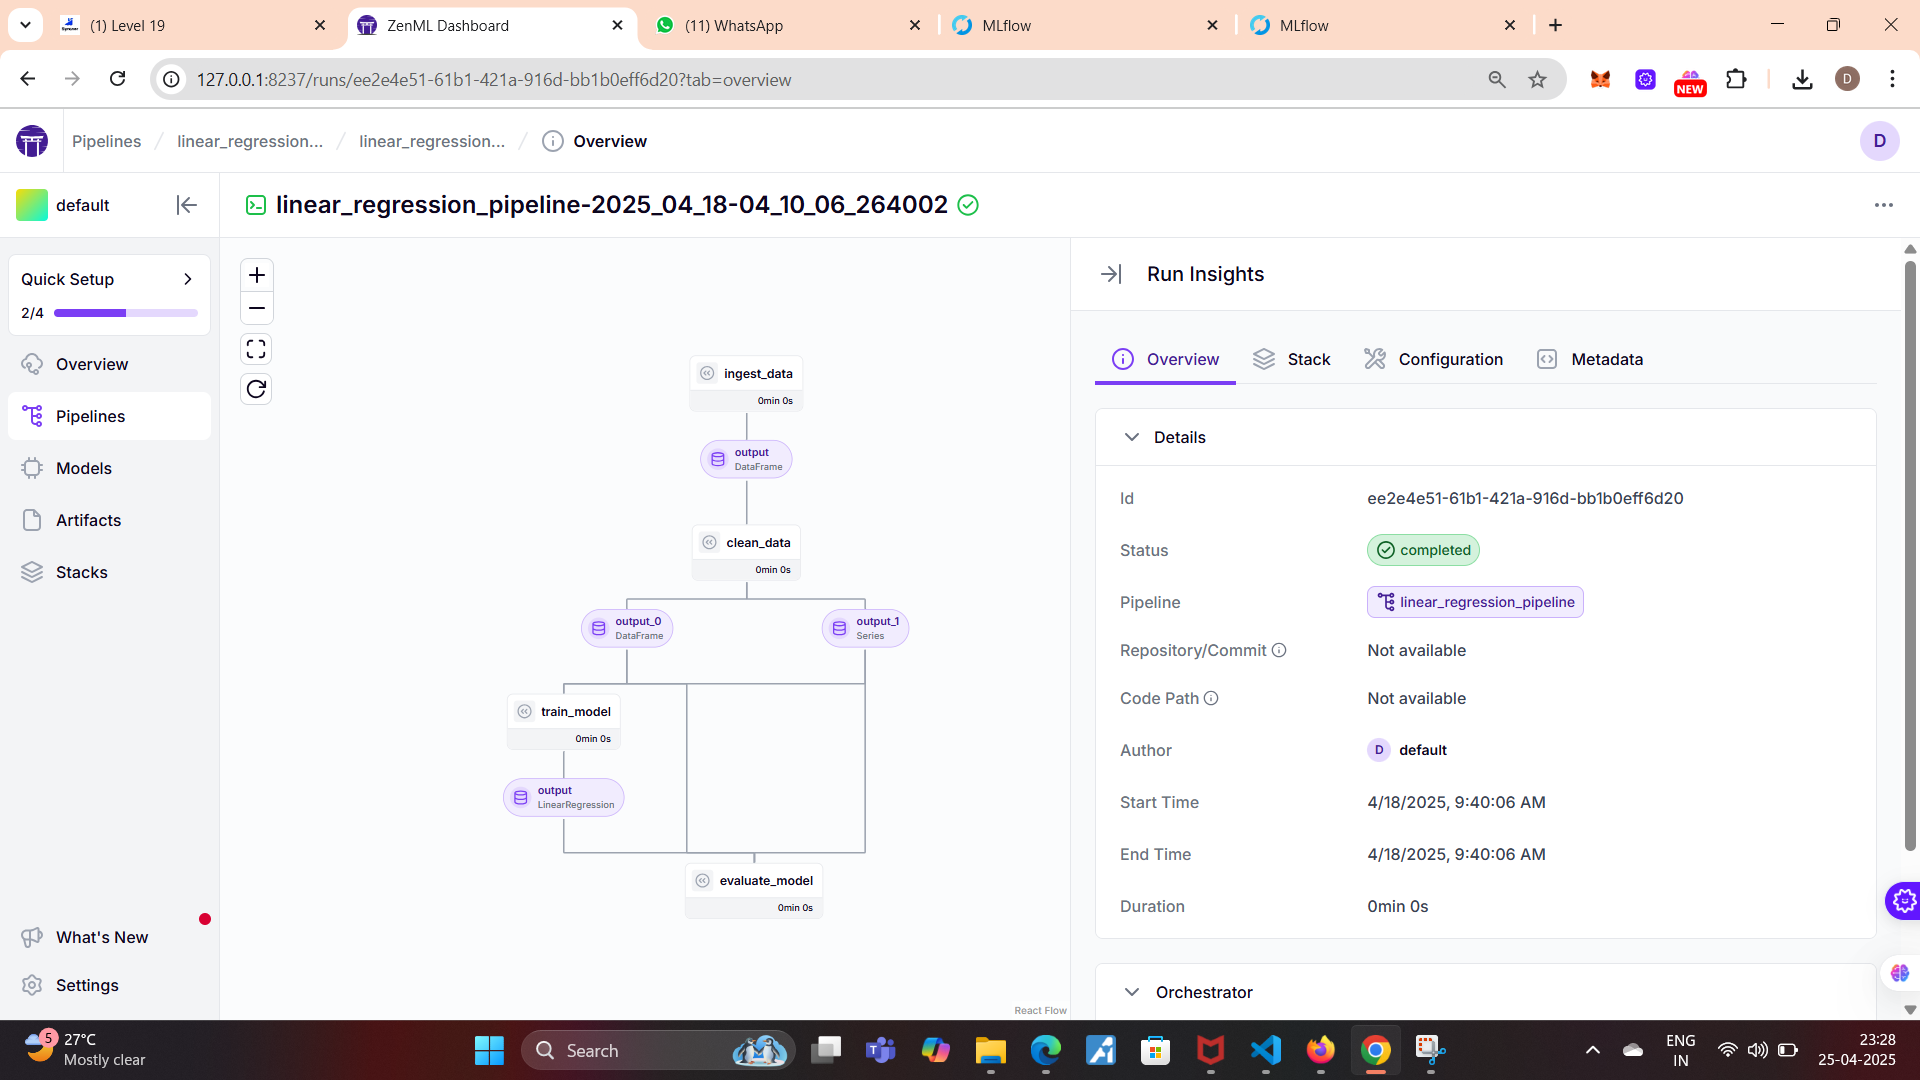 (1) Level 19
ZenML Dashboard
(11) WhatsApp
MLflow
MLflow
127.0.0.1:8237/runs/ee2e4e51-61b1-421a-916d-bb1b0eff6d20?tab=overview
NEW
D
Pipelines / linear_regression... / linear_regression... / Overview
D
default
linear_regression_pipeline-2025_04_18-04_10_06_264002
Quick Setup
2/4
Overview
Pipelines
Models
Artifacts
Stacks
What's New
Settings
ingest_data
0min 0s
output
DataFrame
clean_data
0min 0s
output_0
DataFrame
output_1
Series
train_model
0min 0s
output
LinearRegression
evaluate_model
0min 0s
React Flow
Run Insights
Overview
Stack
Configuration
Metadata
Details
Id ee2e4e51-61b1-421a-916d-bb1b0eff6d20
Status completed
Pipeline linear_regression_pipeline
Repository/Commit Not available
Code Path Not available
Author D default
Start Time 4/18/2025, 9:40:06 AM
End Time 4/18/2025, 9:40:06 AM
Duration 0min 0s
Orchestrator
5
27°C
Mostly clear
Search
ENG
IN
23:28
25-04-2025